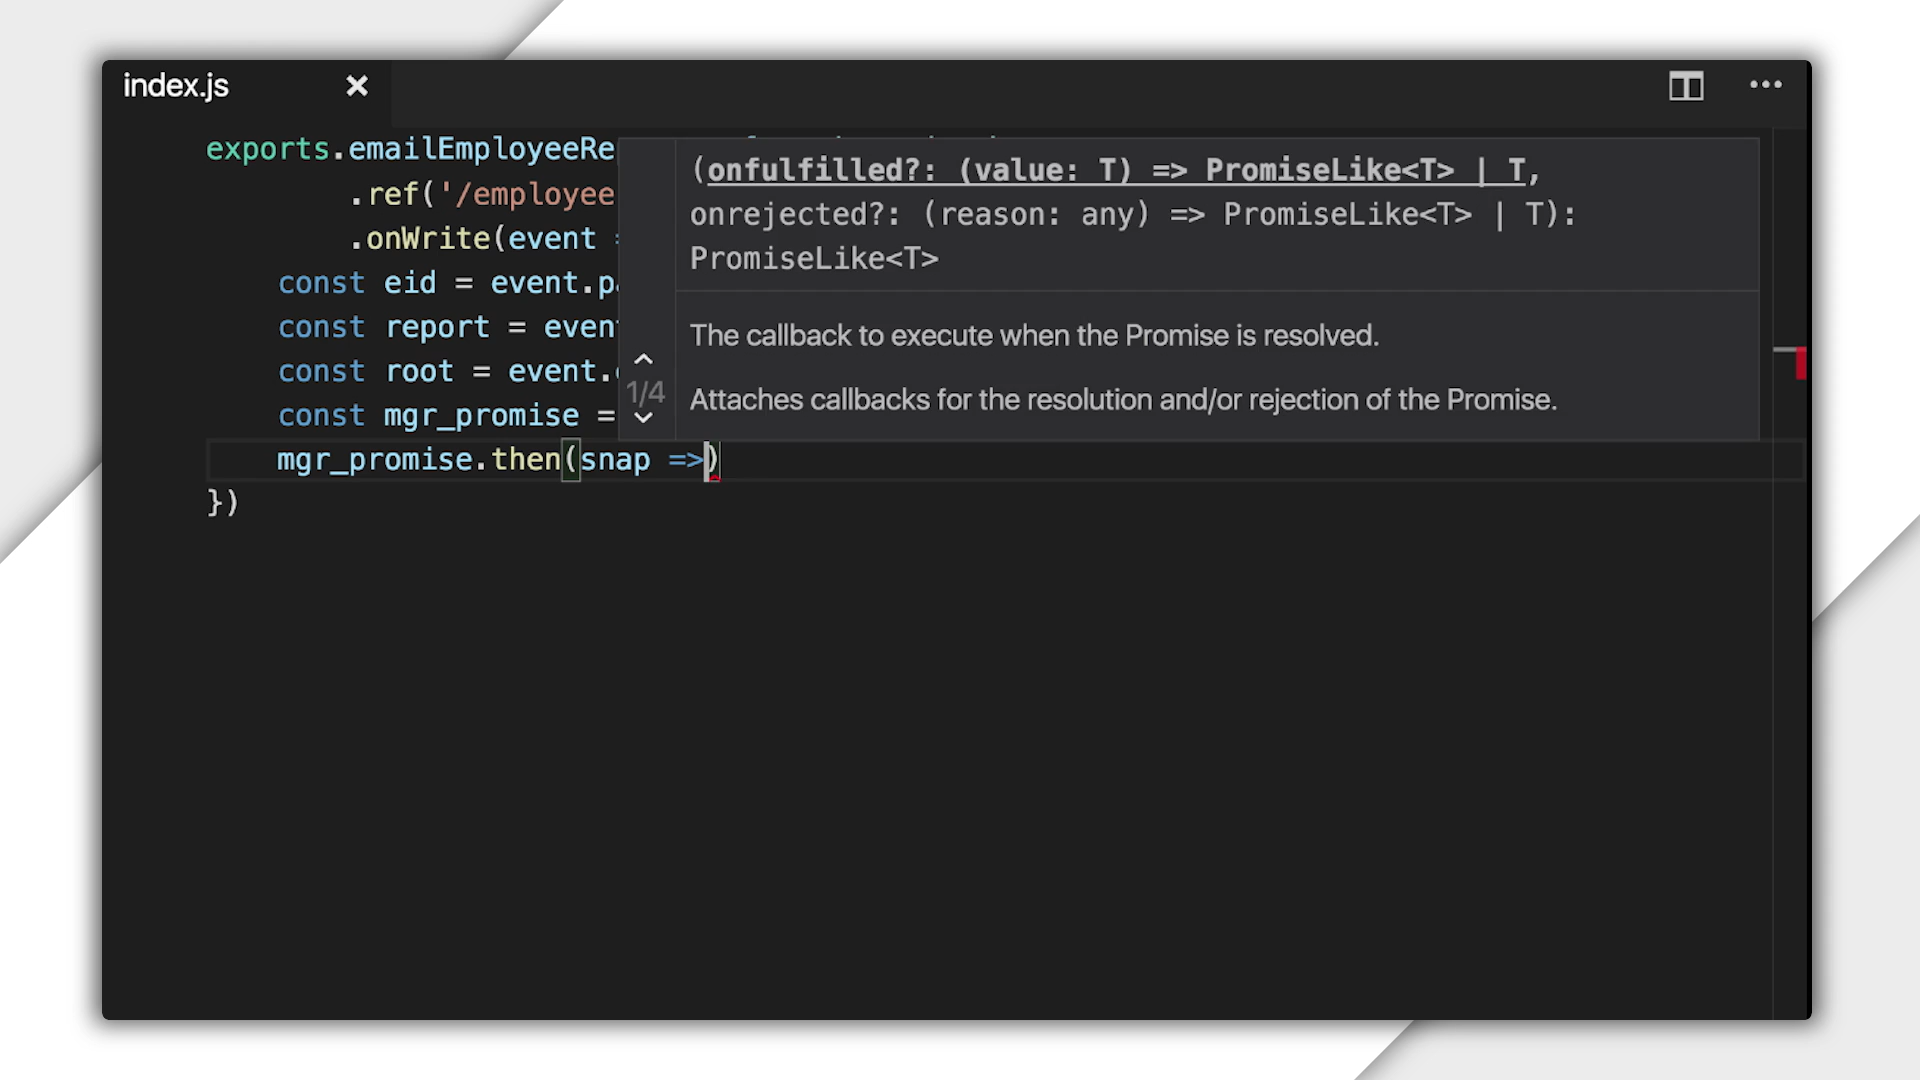 index.js
exports.emailEmployeeRe
.ref('/employee
.onWrite(event
const eid = event.p
const report = even
const root = event.
const mgr_promise =
mgr_promise.then(snap =>)
})
(onfulfilled?: (value: T) => PromiseLike<T> | T,
onrejected?: (reason: any) => PromiseLike<T> | T):
PromiseLike<T>
1/4
The callback to execute when the Promise is resolved.
Attaches callbacks for the resolution and/or rejection of the Promise.